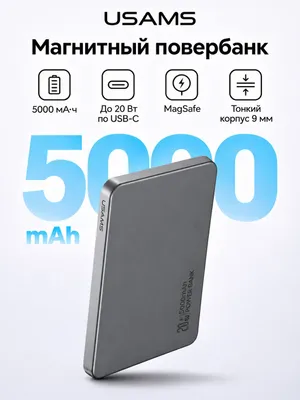 USAMS
Магнитный повербанк
5000 мА·ч
До 20 Вт
по USB-C
MagSafe
Тонкий
корпус 9 мм
5000
mAh
USAMS